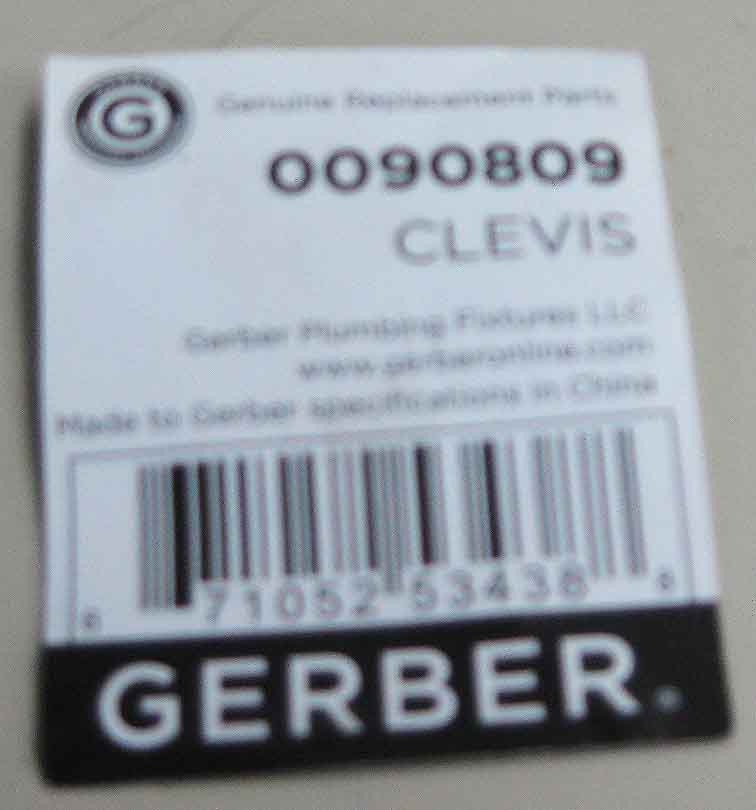 G
Genuine Replacement Parts
0090809
CLEVIS
Gerber Plumbing Fixtures LLC
www.gerberonline.com
Made to Gerber specifications in China
71052 53438
GERBER